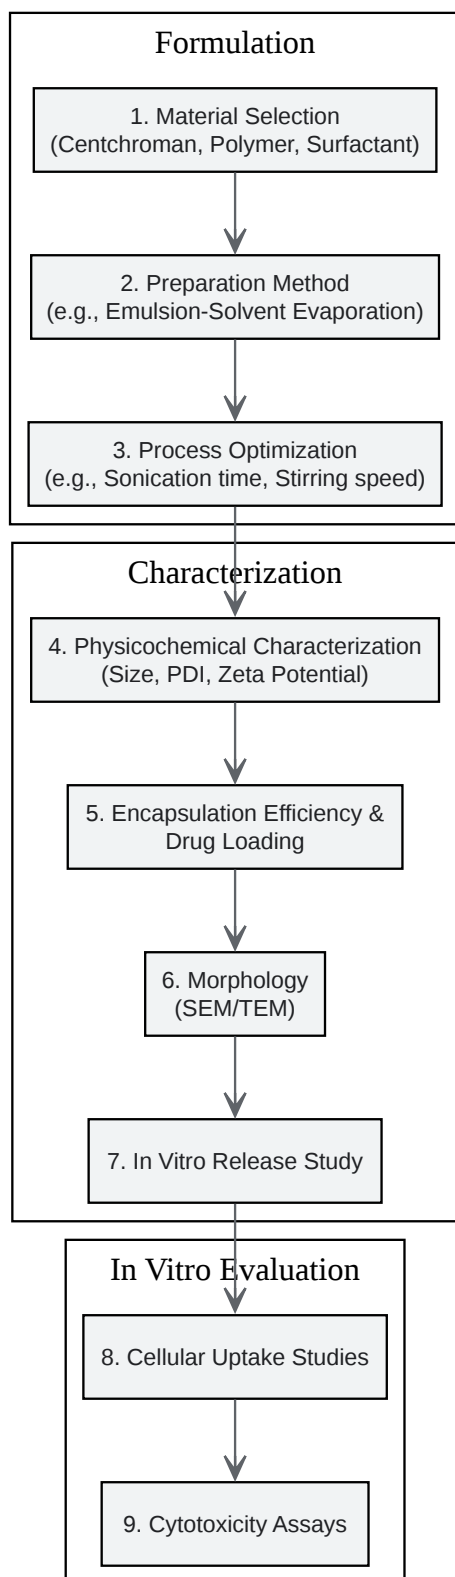 Formulation
1. Material Selection
(Centchroman, Polymer, Surfactant)
2. Preparation Method
(e.g., Emulsion-Solvent Evaporation)
3. Process Optimization
(e.g., Sonication time, Stirring speed)
Characterization
4. Physicochemical Characterization
(Size, PDI, Zeta Potential)
5. Encapsulation Efficiency &
Drug Loading
6. Morphology
(SEM/TEM)
7. In Vitro Release Study
In Vitro Evaluation
8. Cellular Uptake Studies
9. Cytotoxicity Assays